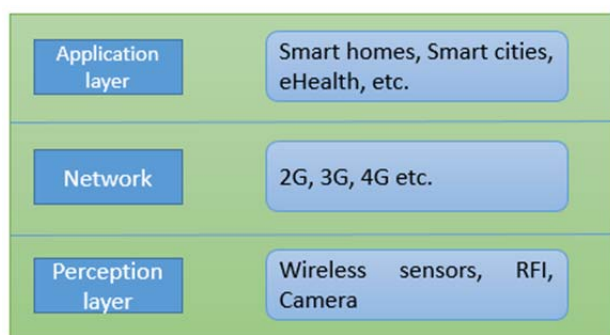 Application
layer
Smart homes, Smart cities,
eHealth, etc.
Network
2G, 3G, 4G etc.
Perception
layer
Wireless sensors, RFI,
Camera